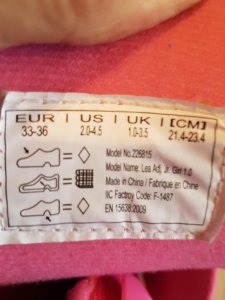 EUR US UK [CM]
33-36 2.0-4.5 1.0-3.5 21.4-23.4
Model No.226815
Model Name: Lea Adj. Jr. Girl 1.0
Made in China / Fabrique en Chine
IIC Factroy Code: F-1487
EN 15638:2009